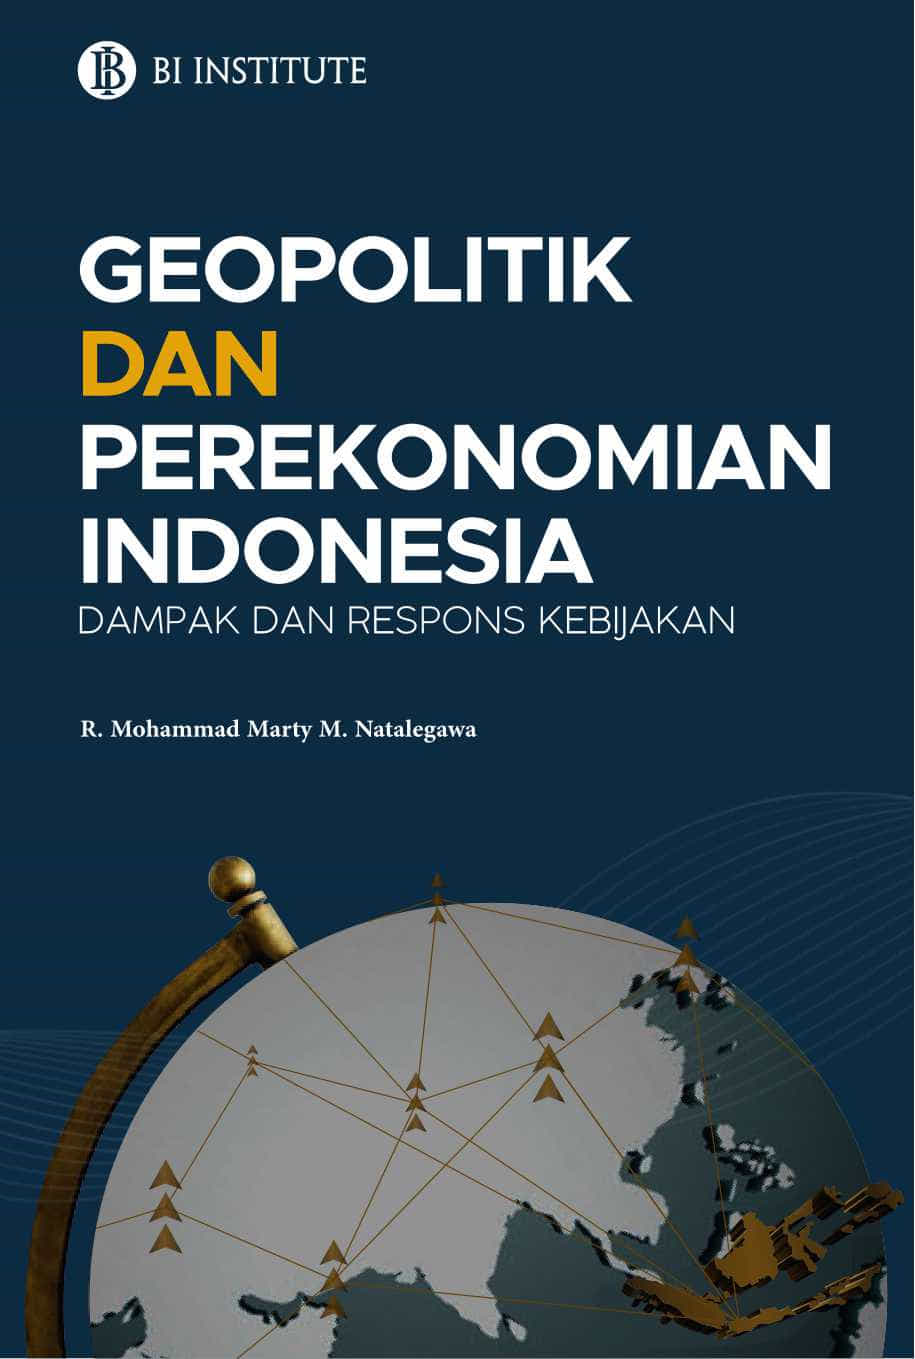 BI INSTITUTE
GEOPOLITIK
DAN
PEREKONOMIAN
INDONESIA
DAMPAK DAN RESPONS KEBIJAKAN
R. Mohammad Marty M. Natalegawa